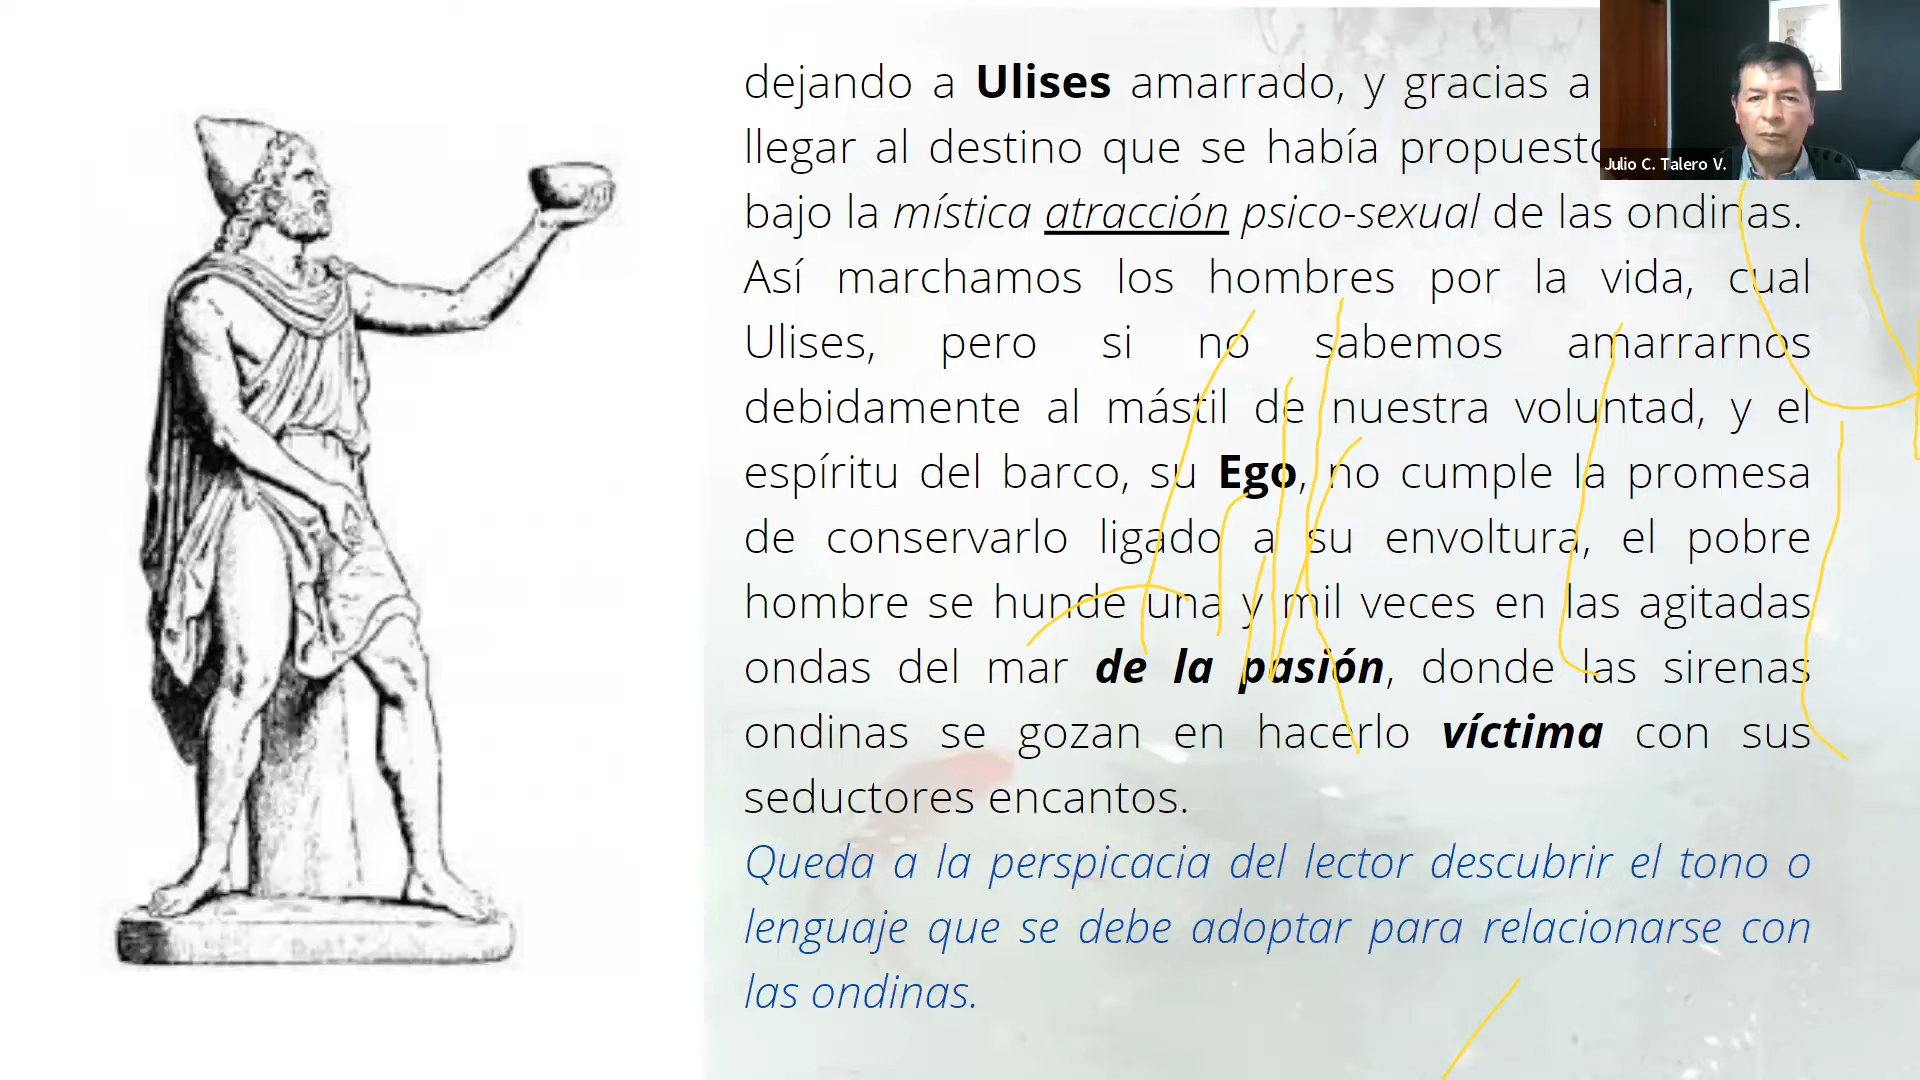 dejando a Ulises amarrado, y gracias a
llegar al destino que se había propuesto
bajo la mística atracción psico-sexual de las ondinas.
Así marchamos los hombres por la vida, cual
Ulises, pero si no sabemos amarrarnos
debidamente al mástil de nuestra voluntad, y el
espíritu del barco, su Ego, no cumple la promesa
de conservarlo ligado a su envoltura, el pobre
hombre se hunde una y mil veces en las agitadas
ondas del mar de la pasión, donde las sirenas
ondinas se gozan en hacerlo víctima con sus
seductores encantos.
Queda a la perspicacia del lector descubrir el tono o
lenguaje que se debe adoptar para relacionarse con
las ondinas.
Julio C. Talero V.